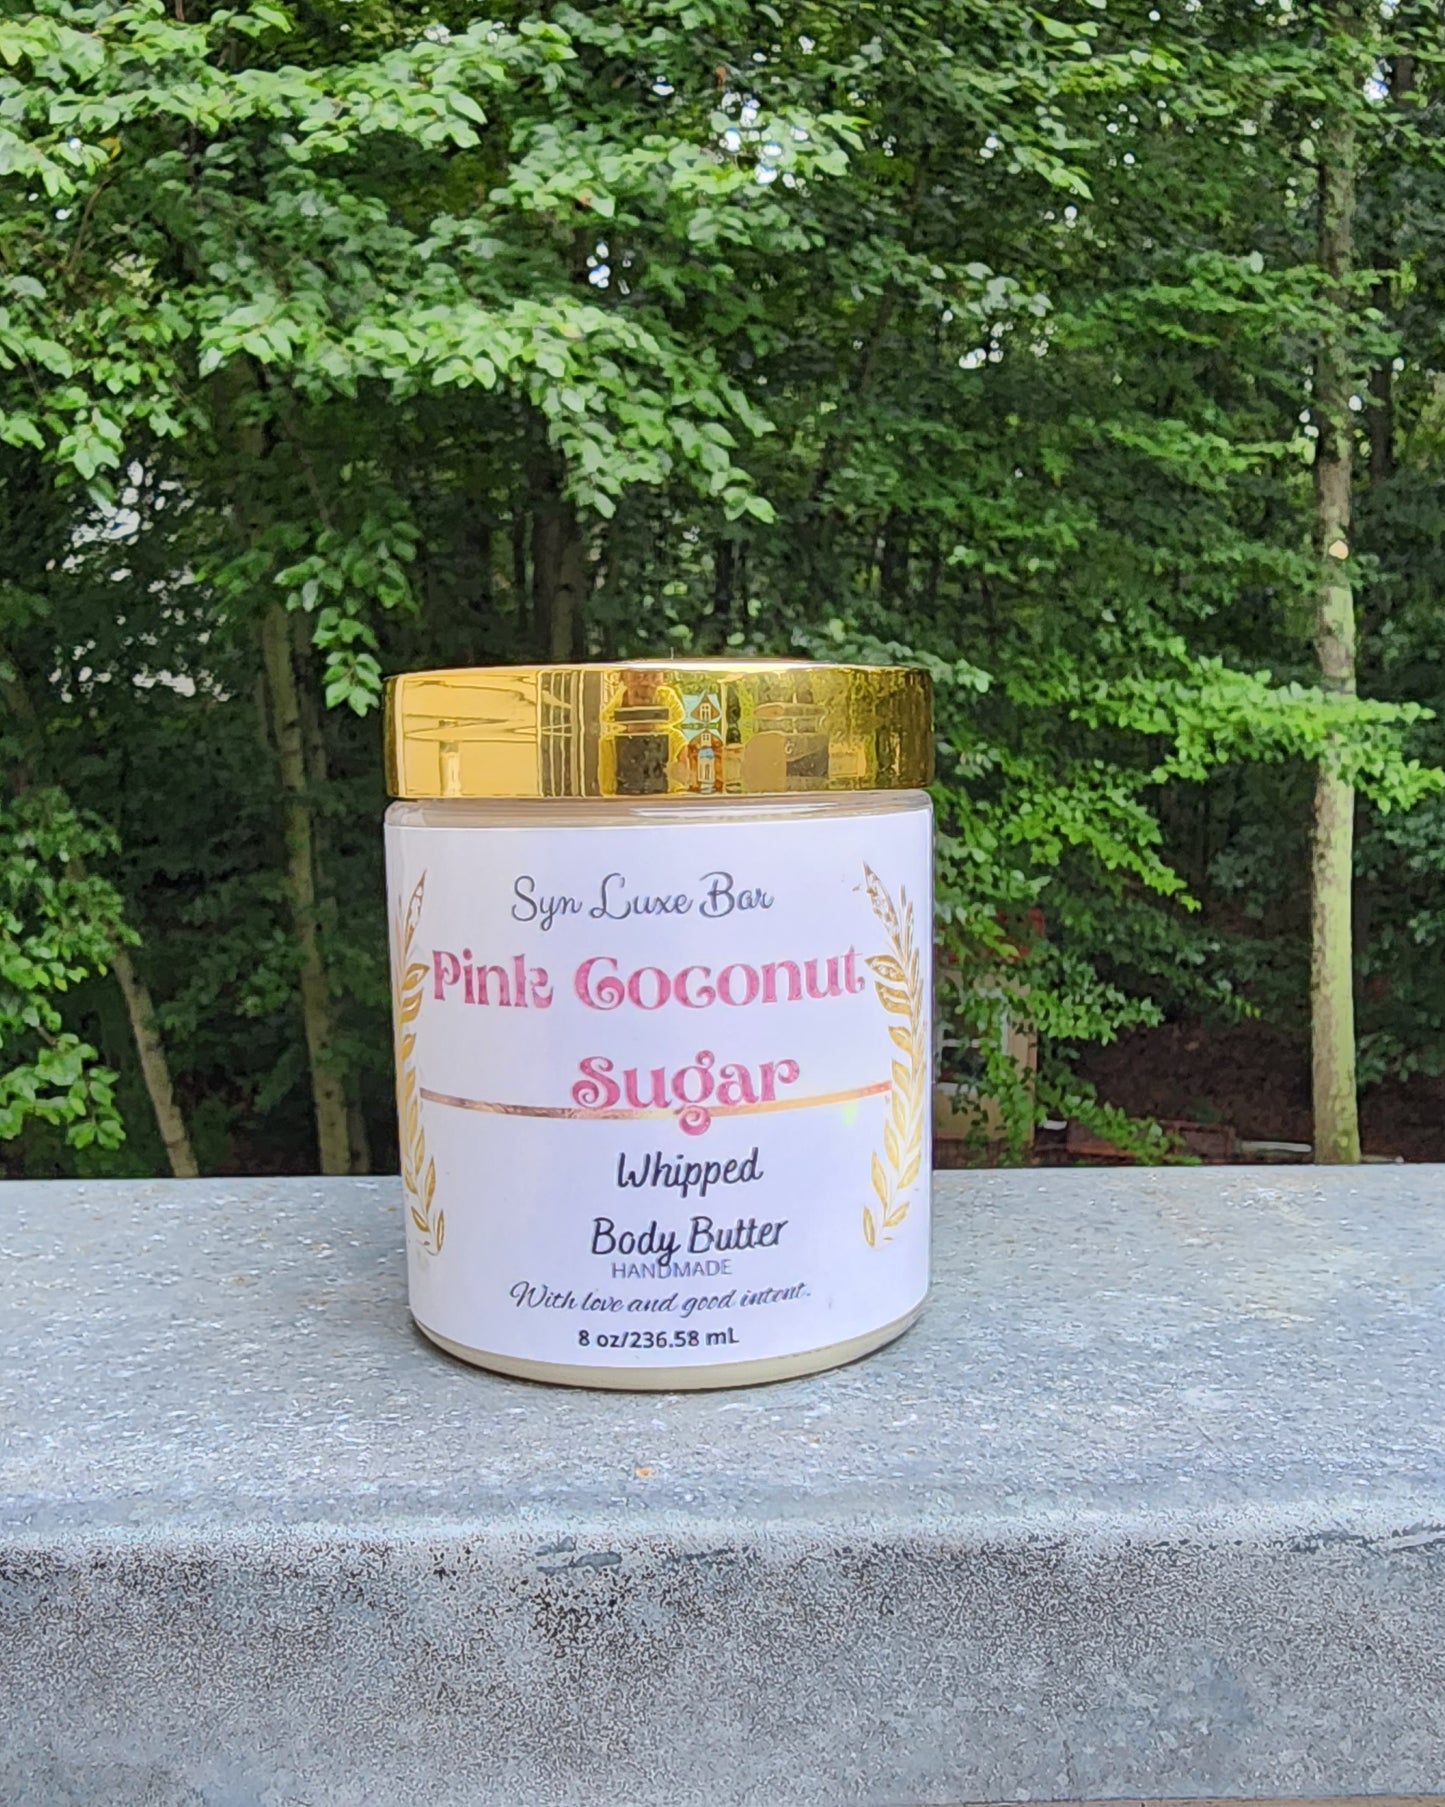 Syn Luxe Bar
Pink Coconut
Sugar
Whipped
Body Butter
HANDMADE
With love and good intent.
8 oz/236.58 mL